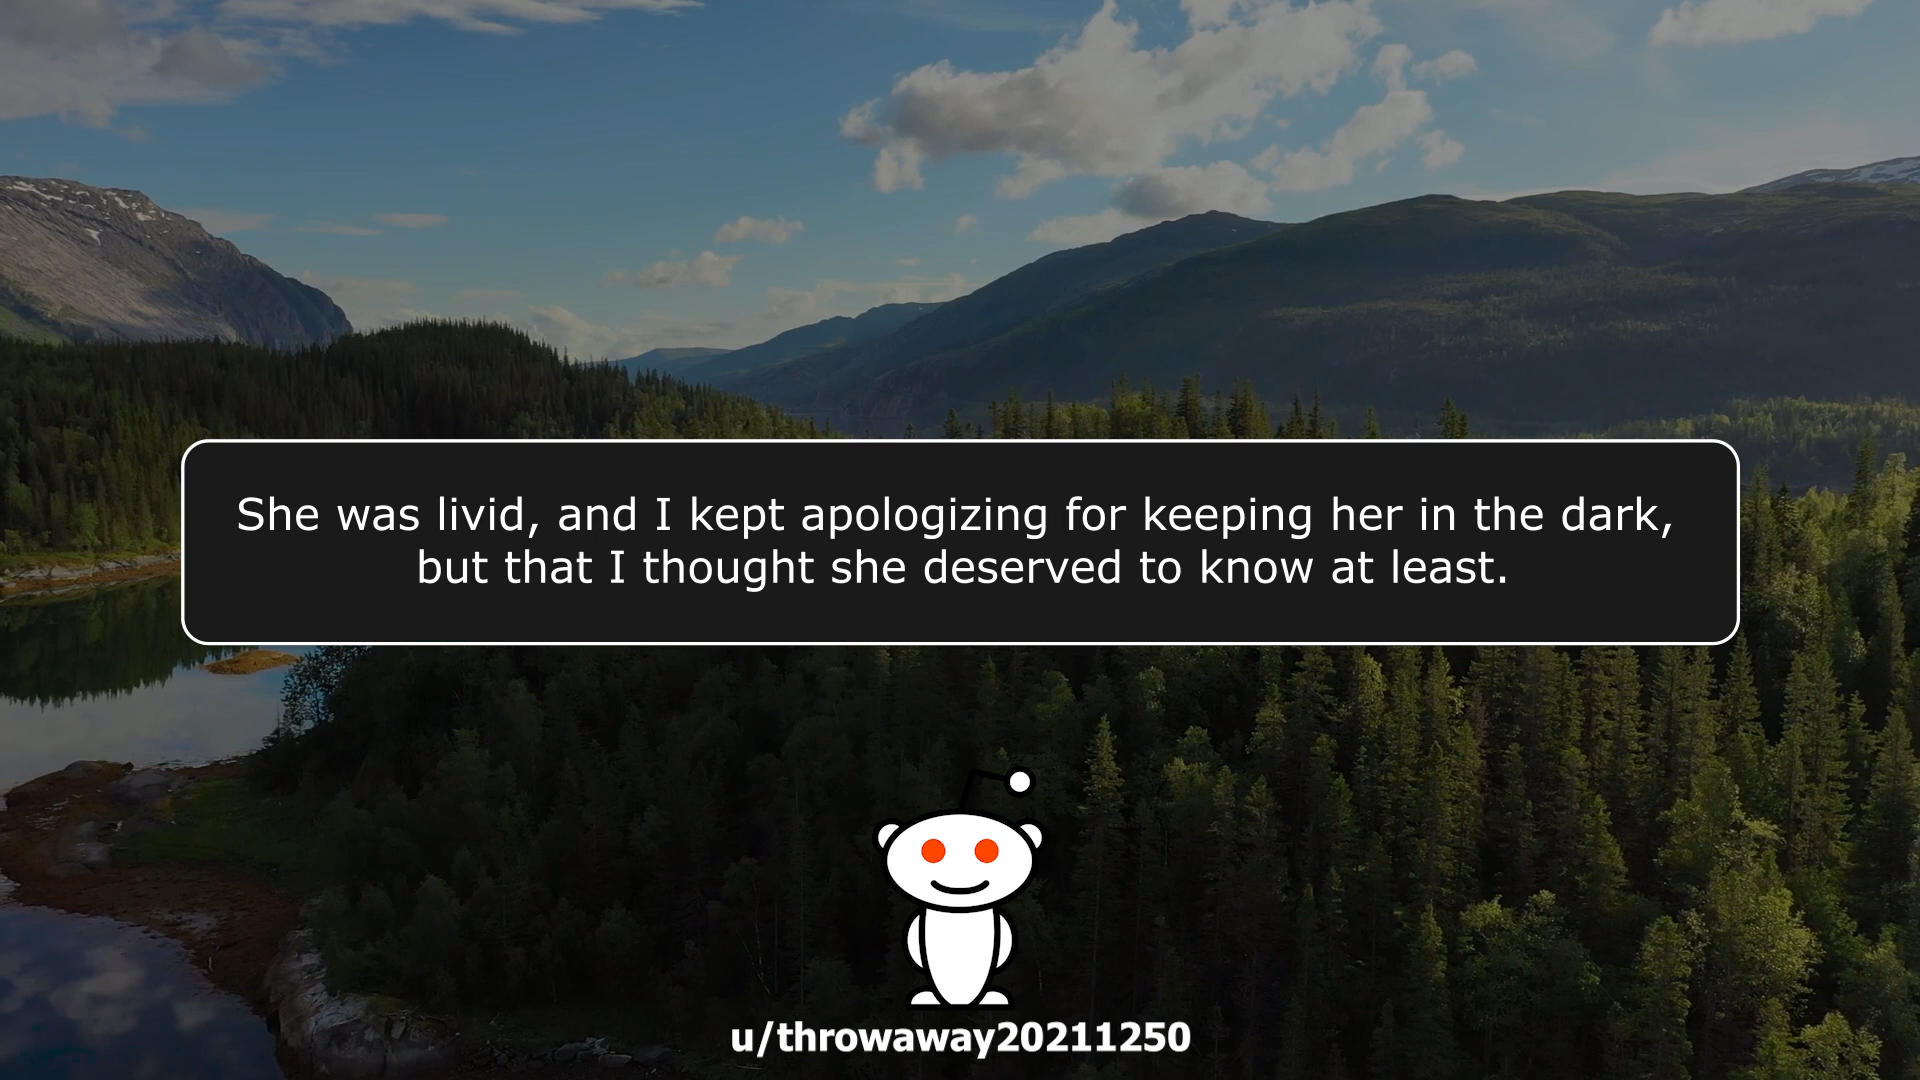 She was livid, and I kept apologizing for keeping her in the dark,
but that I thought she deserved to know at least.
u/throwaway20211250